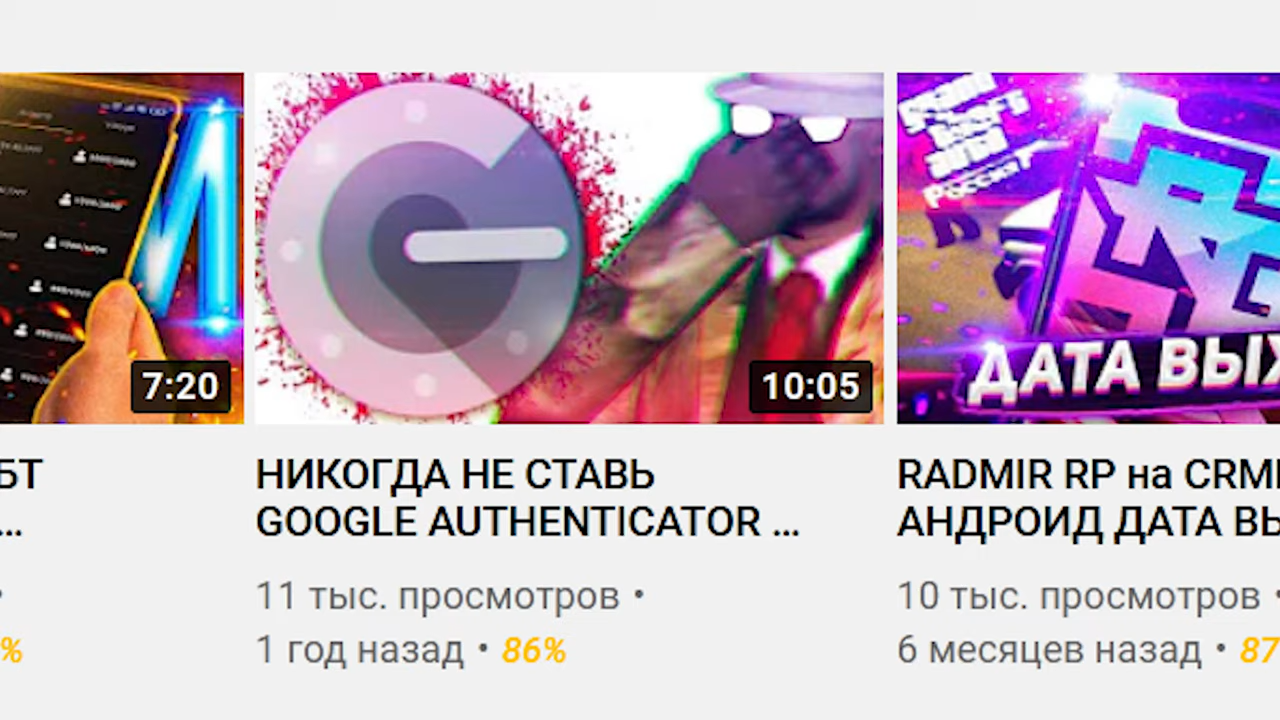 7:20
10:05
РОССИЯ
ДАТА ВЫХ
БТ
...
НИКОГДА НЕ СТАВЬ
GOOGLE AUTHENTICATOR ...
RADMIR RP на CRM
АНДРОИД ДАТА ВЫ
11 тыс. просмотров •
10 тыс. просмотров •
%
1 год назад • 86%
6 месяцев назад • 87